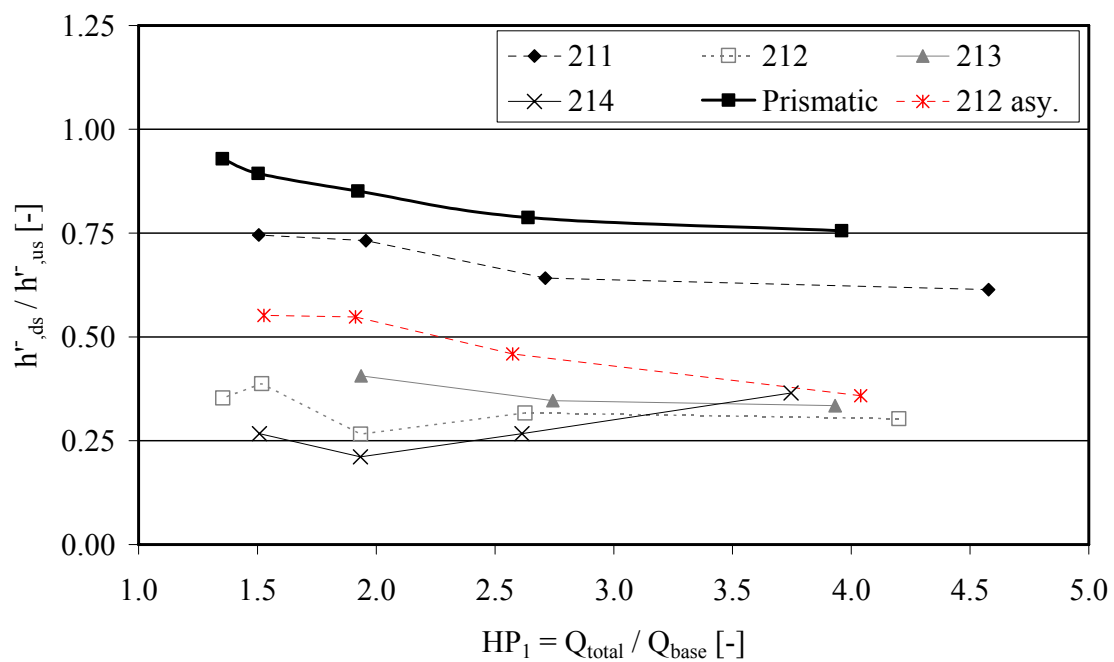 1.25
1.00
0.75
0.50
0.25
0.00
h'⁻,ds / h'⁻,us [-]
211 212 213
214 Prismatic 212 asy.
1.0 1.5 2.0 2.5 3.0 3.5 4.0 4.5 5.0
HP1 = Qtotal / Qbase [-]